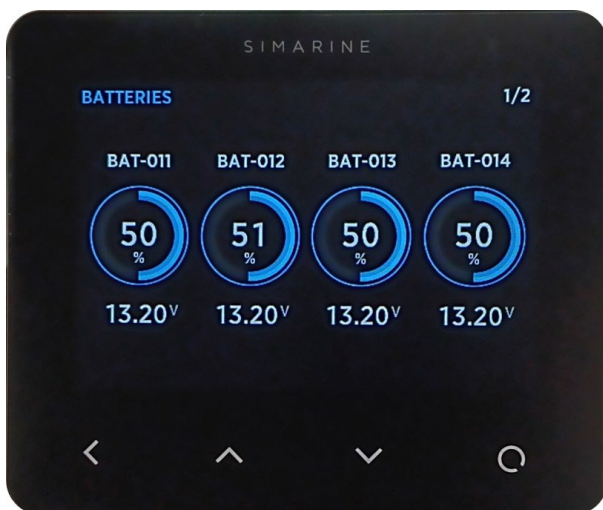 SIMARINE
BATTERIES 1/2
BAT-011 BAT-012 BAT-013 BAT-014
50 51 50 50
% % % %
13.20V 13.20V 13.20V 13.20V